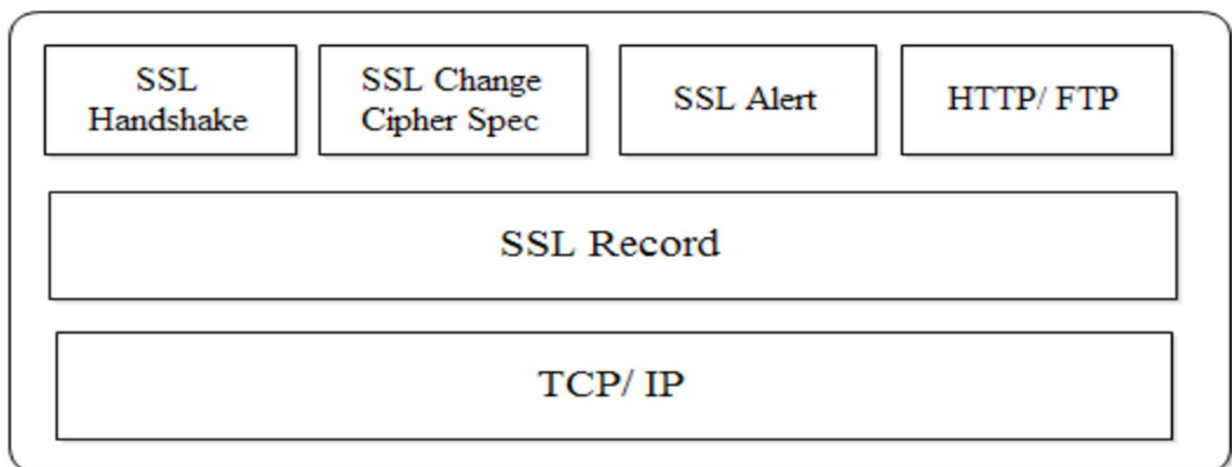 SSL
Handshake
SSL Change
Cipher Spec
SSL Alert
HTTP/ FTP
SSL Record
TCP/ IP